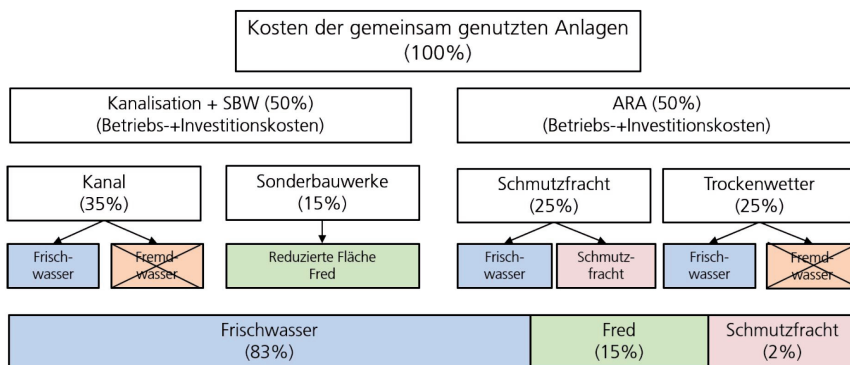 Kosten der gemeinsam genutzten Anlagen
(100%)
Kanalisation + SBW (50%)
(Betriebs-+Investitionskosten)
ARA (50%)
(Betriebs-+Investitionskosten)
Kanal
(35%)
Sonderbauwerke
(15%)
Schmutzfracht
(25%)
Trockenwetter
(25%)
Frisch-
wasser
Fremd-
wasser
Reduzierte Fläche
Fred
Frisch-
wasser
Schmutz-
fracht
Frisch-
wasser
Fremd-
wasser
Frischwasser
(83%)
Fred
(15%)
Schmutzfracht
(2%)